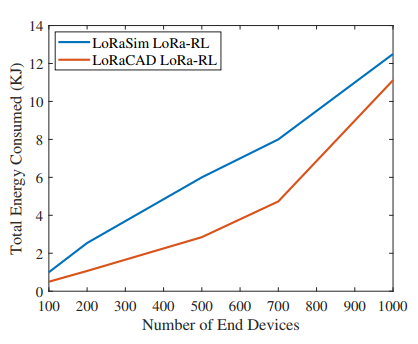 14
12
10
8
6
4
2
0
LoRaSim LoRa-RL
LoRaCAD LoRa-RL
Total Energy Consumed (KJ)
100 200 300 400 500 600 700 800 900 1000
Number of End Devices